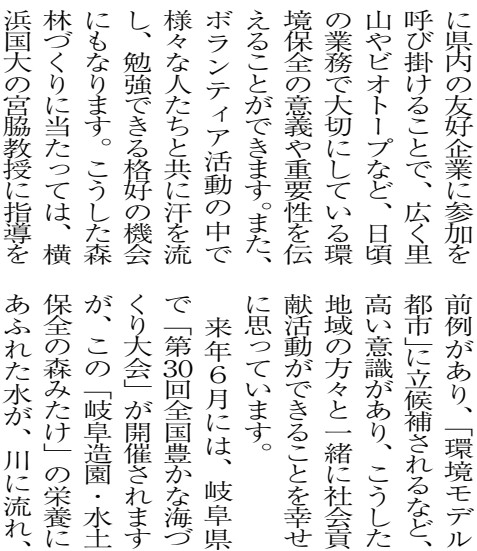 に県内の友好企業に参加を
呼び掛けることで、広く里
山やビオトープなど、日頃
の業務で大切にしている環
境保全の意義や重要性を伝
えることができます。また、
ボランティア活動の中で
様々な人たちと共に汗を流
し、勉強できる格好の機会
にもなります。こうした森
林づくりに当たっては、横
浜国大の宮脇教授に指導を
前例があり、「環境モデル
都市」に立候補されるなど、
高い意識があり、こうした
地域の方々と一緒に社会貢
献活動ができることを幸せ
に思っています。
来年6月には、岐阜県
で「第30回全国豊かな海づ
くり大会」が開催されます
が、この「岐阜造園・水土
保全の森みたけ」の栄養に
あふれた水が、川に流れ、